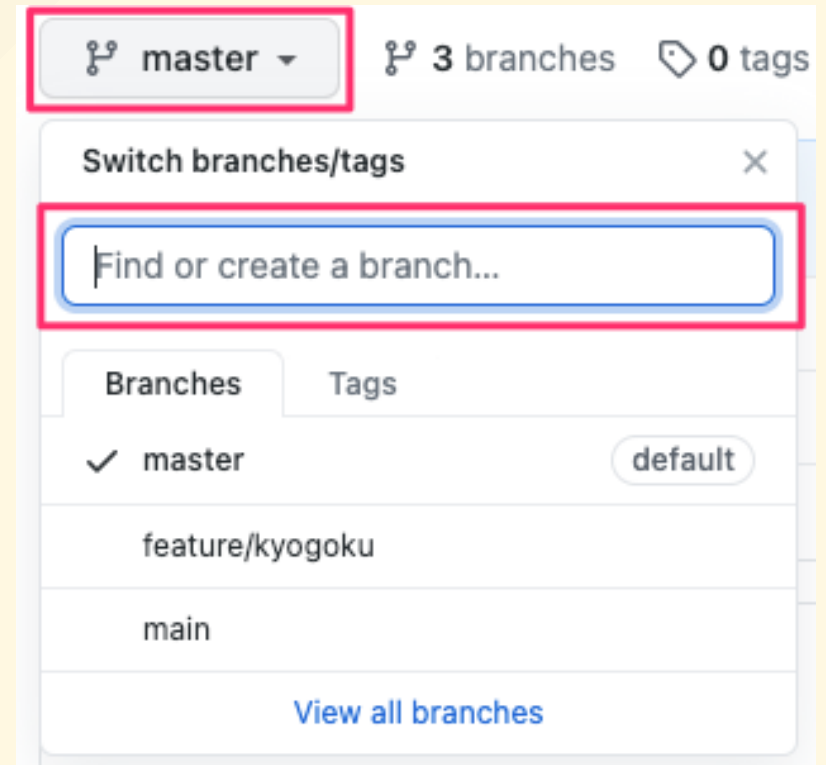 master 3 branches 0 tags
Switch branches/tags
Find or create a branch...
Branches Tags
master default
feature/kyogoku
main
View all branches